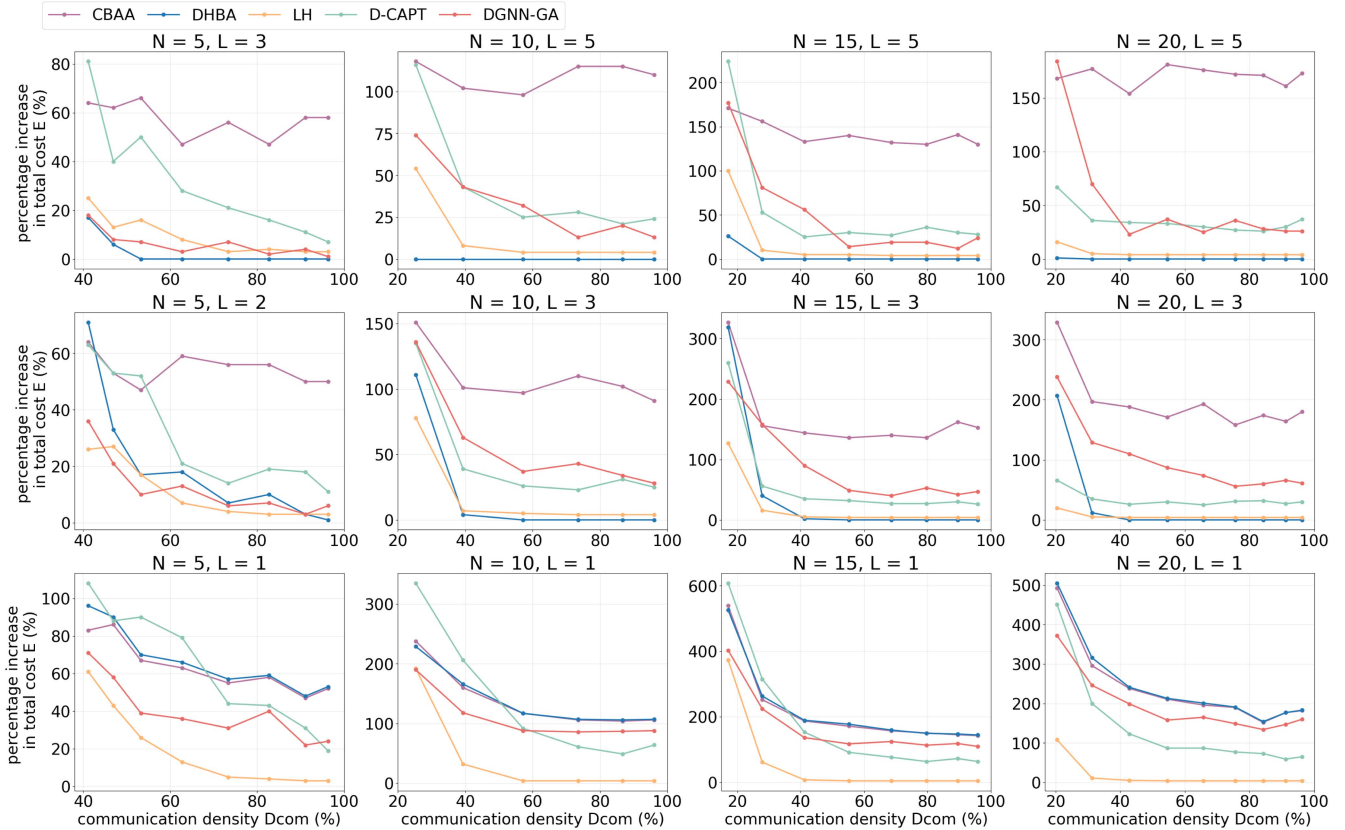 CBAA DHBA LH D-CAPT DGNN-GA
N = 5, L = 3
N = 10, L = 5
N = 15, L = 5
N = 20, L = 5
percentage increase
in total cost E (%)
80
60
40
20
0
100
75
50
25
0
200
150
100
50
0
150
100
50
0
40 60 80 100
20 40 60 80 100
20 40 60 80 100
20 40 60 80 100
N = 5, L = 2
N = 10, L = 3
N = 15, L = 3
N = 20, L = 3
percentage increase
in total cost E (%)
60
40
20
0
150
100
50
0
300
200
100
0
300
200
100
0
40 60 80 100
20 40 60 80 100
20 40 60 80 100
20 40 60 80 100
N = 5, L = 1
N = 10, L = 1
N = 15, L = 1
N = 20, L = 1
percentage increase
in total cost E (%)
100
80
60
40
20
0
300
200
100
0
600
400
200
0
500
400
300
200
100
0
40 60 80 100
20 40 60 80 100
20 40 60 80 100
20 40 60 80 100
communication density Dcom (%)
communication density Dcom (%)
communication density Dcom (%)
communication density Dcom (%)